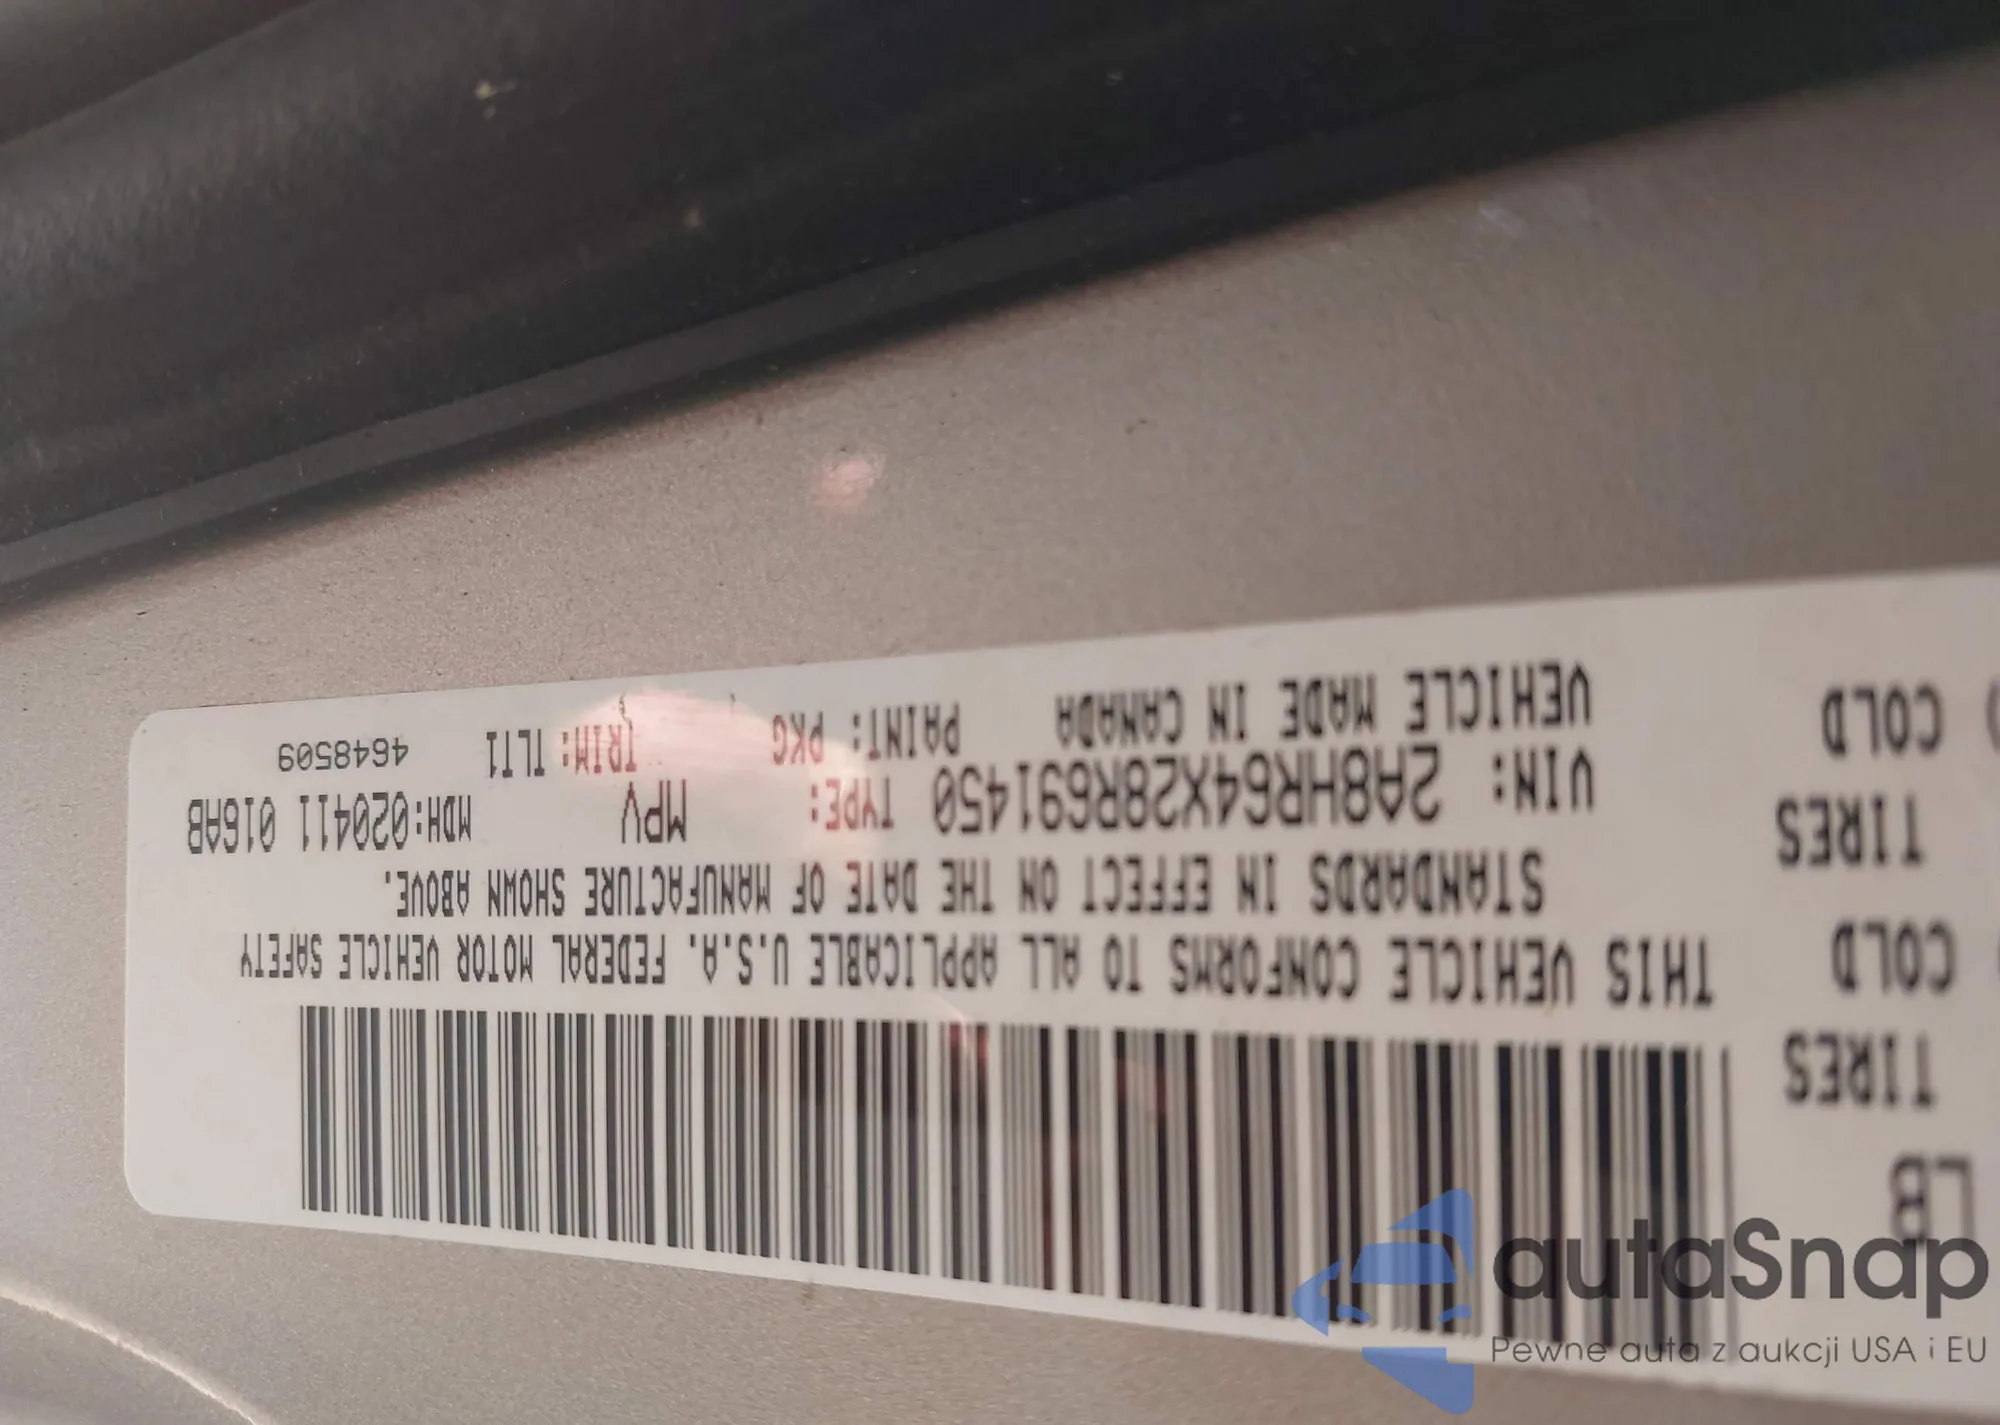 LB
TIRES
COLD
TIRES
COLD
THIS VEHICLE CONFORMS TO ALL APPLICABLE U.S.A. FEDERAL MOTOR VEHICLE SAFETY
STANDARDS IN EFFECT ON THE DATE OF MANUFACTURE SHOWN ABOVE.
VIN: 2A8HR64X28R691450 TYPE: MPV MDH:020411 016AB
VEHICLE MADE IN CANADA PAINT: PKG TRIM: TLT1 4648509
autaSnap
Pewne auta z aukcji USA i EU